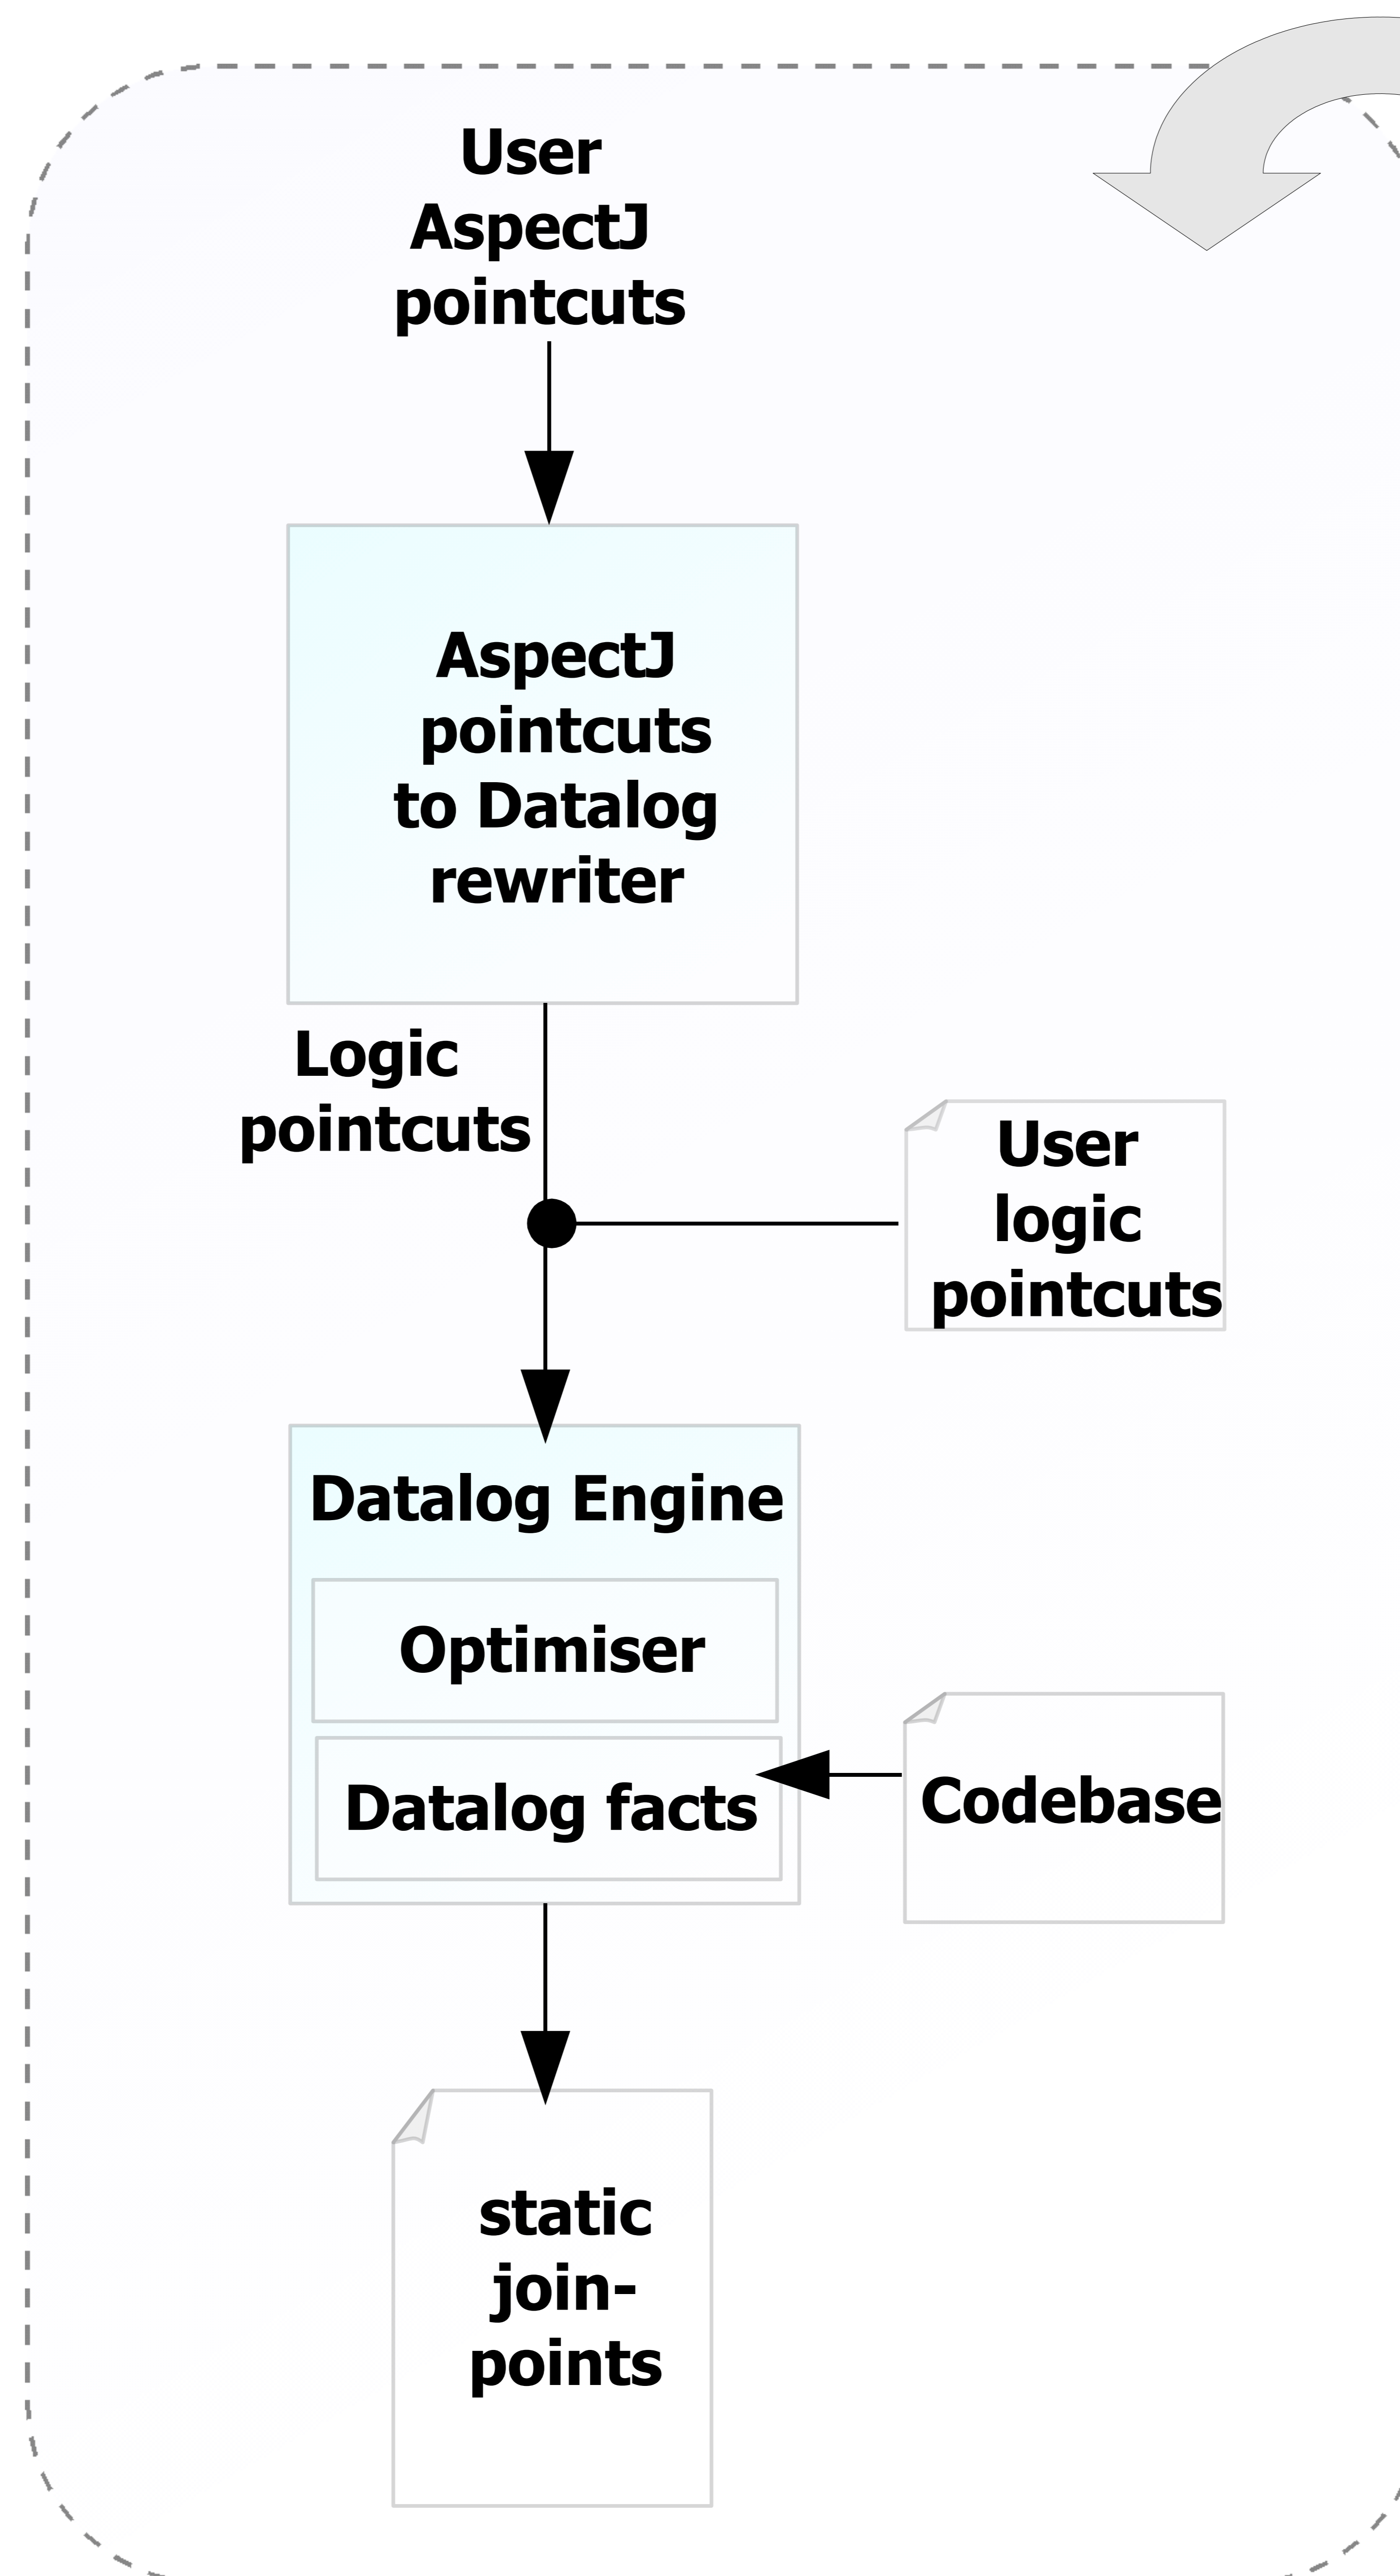 User
AspectJ
pointcuts
AspectJ
pointcuts
to Datalog
rewriter
Logic
pointcuts
User
logic
pointcuts
Datalog Engine
Optimiser
Datalog facts
Codebase
static
join-
points